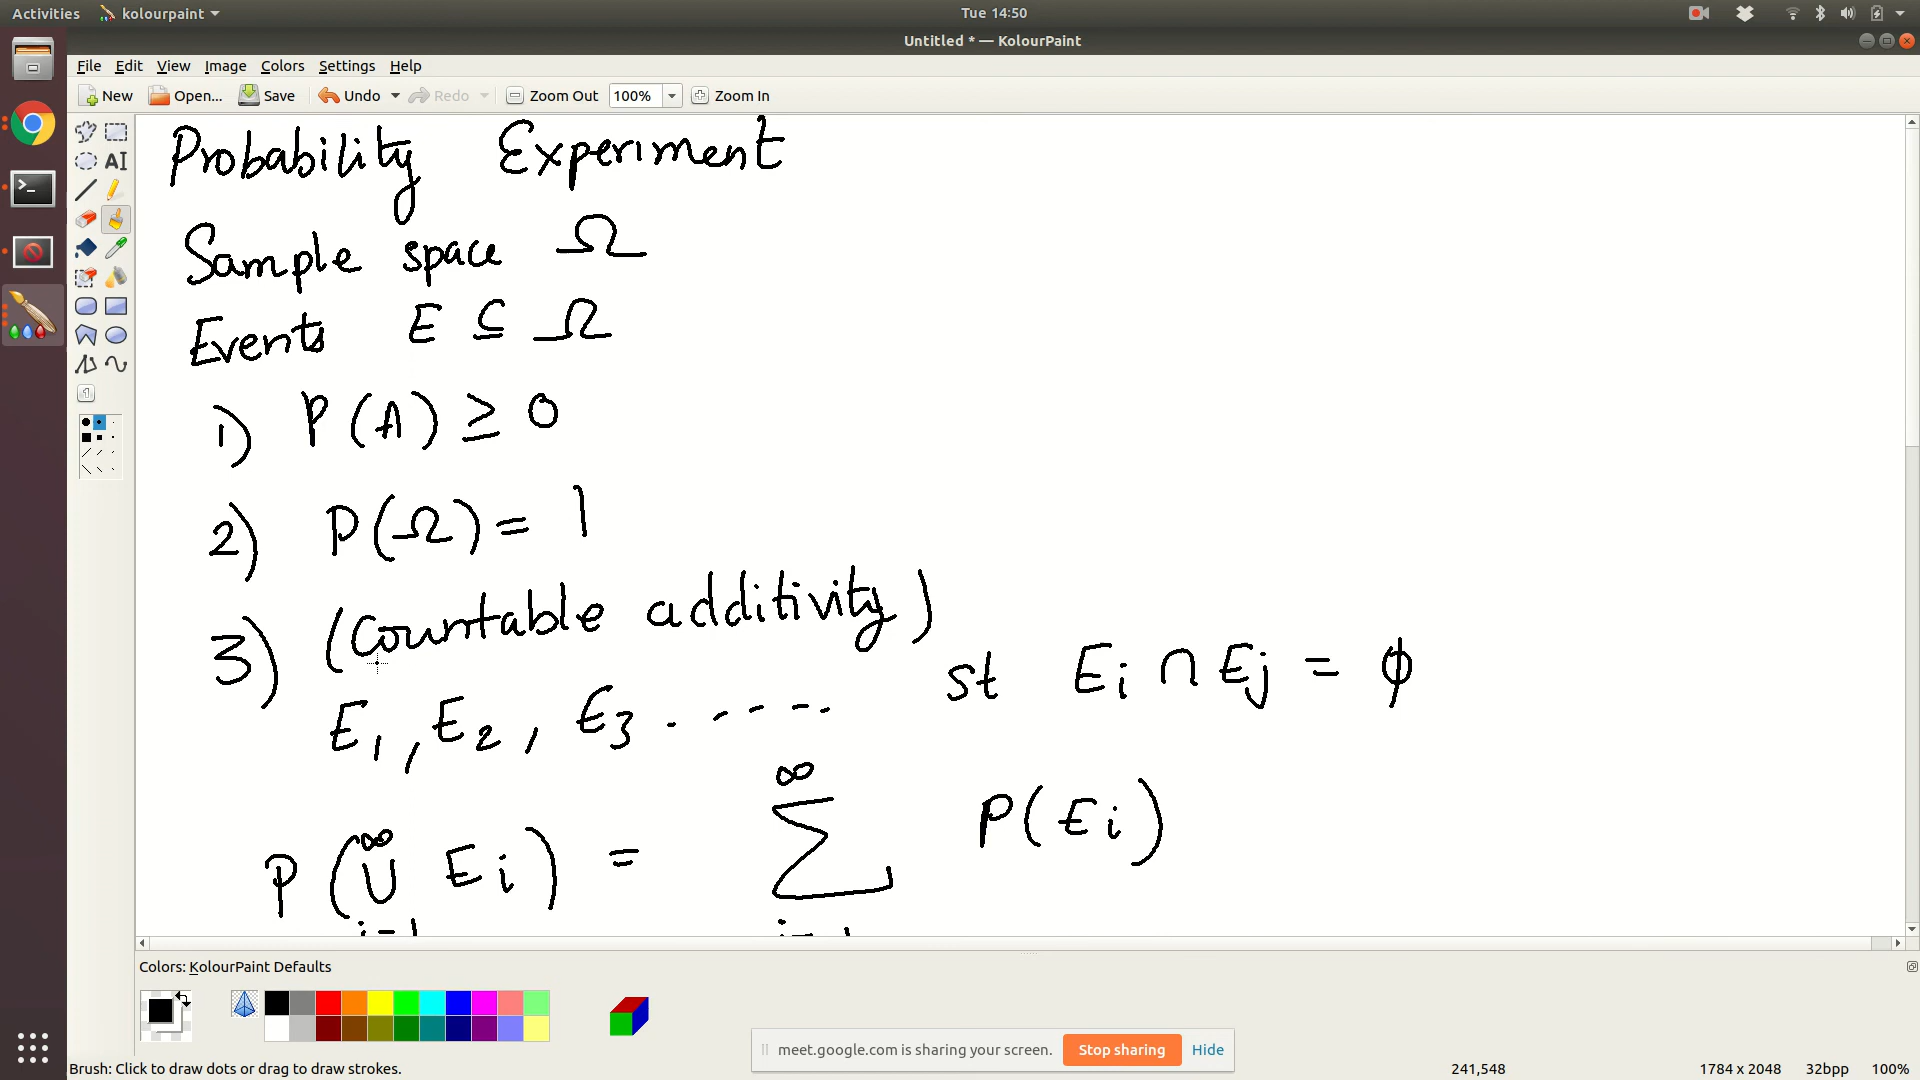 Activities kolourpaint Tue 14:50
Untitled * — KolourPaint
File Edit View Image Colors Settings Help
New Open... Save Undo Redo Zoom Out 100% Zoom In
Probability Experiment
Sample space Ω
Events E ⊆ Ω
1) P(A) ≥ 0
2) P(Ω) = 1
3) (Countable additivity)
E₁, E₂, E₃ . - - - - - st Ei ∩ Ej = ϕ
P(∪_{i=1}^{∞} Ei) = ∑_{i=1}^{∞} P(Ei)
Colors: KolourPaint Defaults
meet.google.com is sharing your screen. Stop sharing Hide
Brush: Click to draw dots or drag to draw strokes. 241,548 1784 x 2048 32bpp 100%